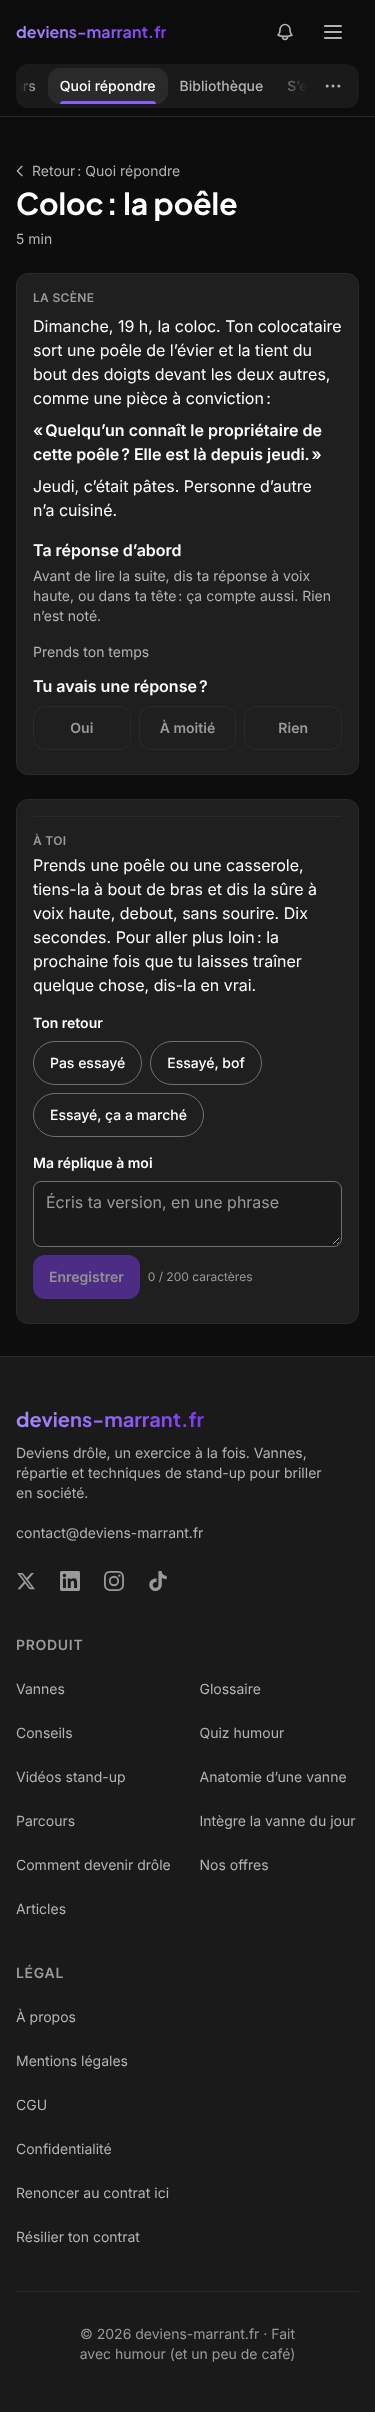 deviens-marrant.fr
rs
Quoi répondre
Bibliothèque
S'e
Retour : Quoi répondre
Coloc : la poêle
5 min
LA SCÈNE
Dimanche, 19 h, la coloc. Ton colocataire
sort une poêle de l’évier et la tient du
bout des doigts devant les deux autres,
comme une pièce à conviction :
« Quelqu’un connaît le propriétaire de
cette poêle ? Elle est là depuis jeudi. »
Jeudi, c’était pâtes. Personne d’autre
n’a cuisiné.
Ta réponse d’abord
Avant de lire la suite, dis ta réponse à voix
haute, ou dans ta tête : ça compte aussi. Rien
n’est noté.
Prends ton temps
Tu avais une réponse ?
Oui
À moitié
Rien
À TOI
Prends une poêle ou une casserole,
tiens-la à bout de bras et dis la sûre à
voix haute, debout, sans sourire. Dix
secondes. Pour aller plus loin : la
prochaine fois que tu laisses traîner
quelque chose, dis-la en vrai.
Ton retour
Pas essayé
Essayé, bof
Essayé, ça a marché
Ma réplique à moi
Écris ta version, en une phrase
Enregistrer
0 / 200 caractères
deviens-marrant.fr
Deviens drôle, un exercice à la fois. Vannes,
répartie et techniques de stand-up pour briller
en société.
contact@deviens-marrant.fr
PRODUIT
Vannes
Glossaire
Conseils
Quiz humour
Vidéos stand-up
Anatomie d’une vanne
Parcours
Intègre la vanne du jour
Comment devenir drôle
Nos offres
Articles
LÉGAL
À propos
Mentions légales
CGU
Confidentialité
Renoncer au contrat ici
Résilier ton contrat
© 2026 deviens-marrant.fr · Fait
avec humour (et un peu de café)